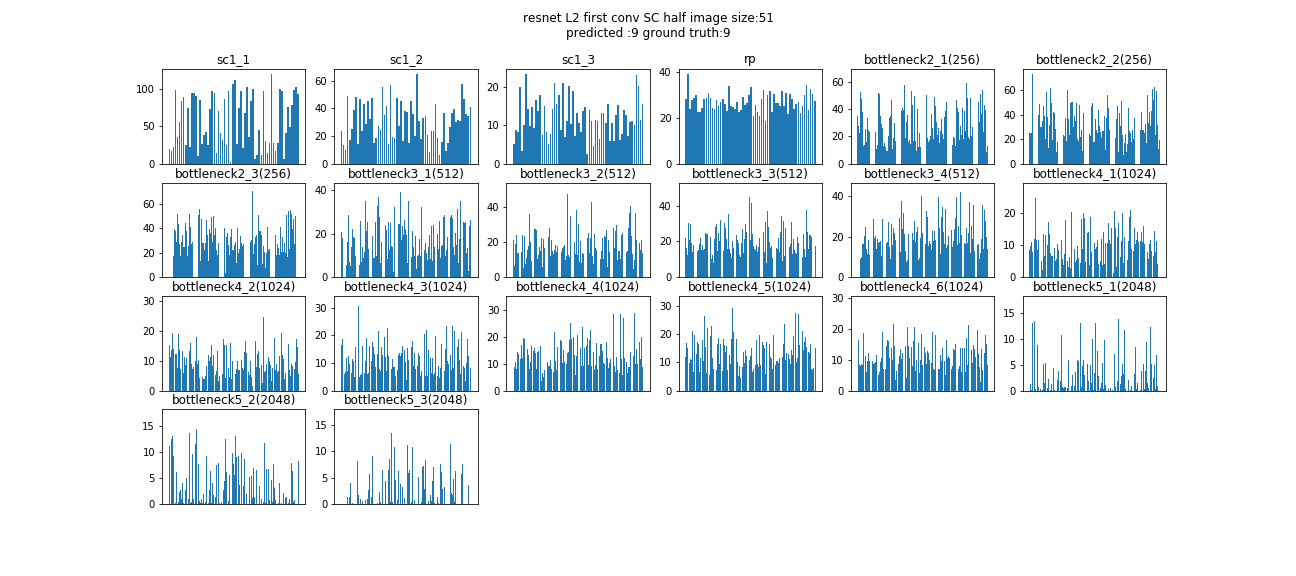 resnet L2 first conv SC half image size:51
predicted :9 ground truth:9
sc1_1 sc1_2 sc1_3 rp bottleneck2_1(256) bottleneck2_2(256)
100 50 0
60 40 20 0
20 10 0
40 20 0
60 40 20 0
60 40 20 0
bottleneck2_3(256) bottleneck3_1(512) bottleneck3_2(512) bottleneck3_3(512) bottleneck3_4(512) bottleneck4_1(1024)
60 40 20 0
40 30 20 10 0
40 20 0
40 20 0
40 20 0
20 10 0
bottleneck4_2(1024) bottleneck4_3(1024) bottleneck4_4(1024) bottleneck4_5(1024) bottleneck4_6(1024) bottleneck5_1(2048)
30 20 10 0
30 20 10 0
30 20 10 0
30 20 10 0
30 20 10 0
15 10 5 0
bottleneck5_2(2048) bottleneck5_3(2048)
15 10 5 0
15 10 5 0